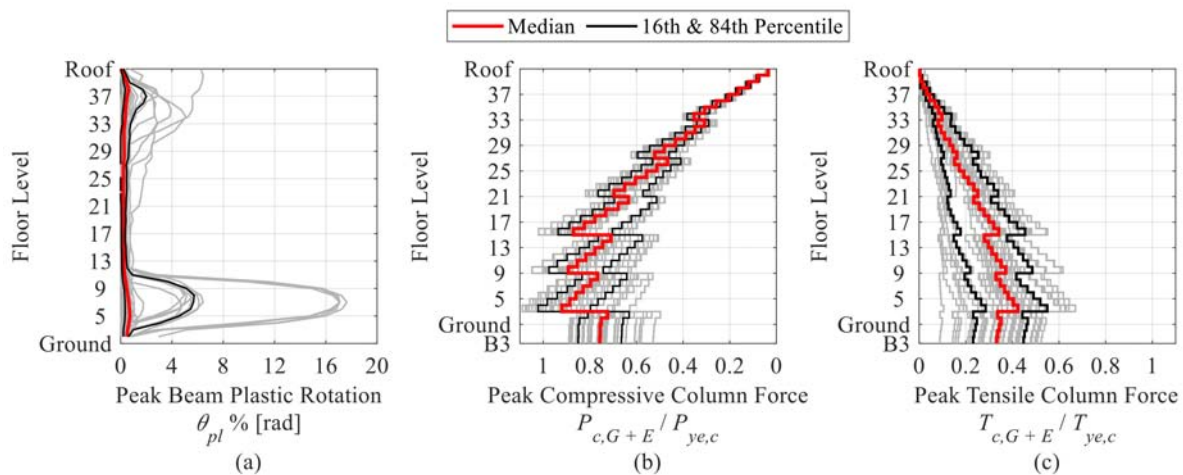 Median 16th & 84th Percentile
Roof
37
33
29
25
21
17
13
9
5
Ground
Floor Level
0 4 8 12 16 20
Peak Beam Plastic Rotation
θpl % [rad]
(a)
Roof
37
33
29
25
21
17
13
9
5
Ground
B3
Floor Level
1 0.8 0.6 0.4 0.2 0
Peak Compressive Column Force
Pc,G + E / Pye,c
(b)
Roof
37
33
29
25
21
17
13
9
5
Ground
B3
Floor Level
0 0.2 0.4 0.6 0.8 1
Peak Tensile Column Force
Tc,G + E / Tye,c
(c)